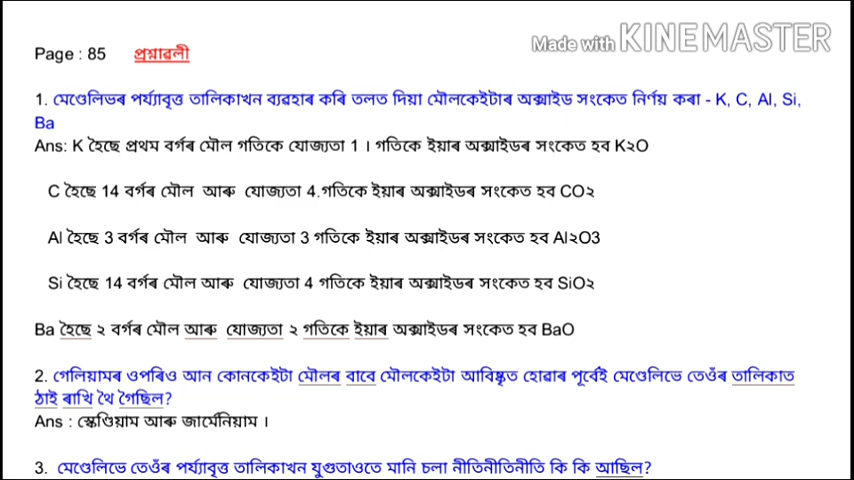 Made with KINEMASTER
Page : 85 প্ৰশ্নাৱলী
1. মেণ্ডেলিভৰ পৰ্য্যাবৃত্ত তালিকাখন ব্যৱহাৰ কৰি তলত দিয়া মৌলকেইটাৰ অক্সাইড সংকেত নিৰ্ণয় কৰা - K, C, Al, Si,
Ba
Ans: K হৈছে প্ৰথম বৰ্গৰ মৌল গতিকে যোজ্যতা 1 । গতিকে ইয়াৰ অক্সাইডৰ সংকেত হব K২O
C হৈছে 14 বৰ্গৰ মৌল আৰু যোজ্যতা 4.গতিকে ইয়াৰ অক্সাইডৰ সংকেত হব CO২
Al হৈছে 3 বৰ্গৰ মৌল আৰু যোজ্যতা 3 গতিকে ইয়াৰ অক্সাইডৰ সংকেত হব Al২O3
Si হৈছে 14 বৰ্গৰ মৌল আৰু যোজ্যতা 4 গতিকে ইয়াৰ অক্সাইডৰ সংকেত হব SiO২
Ba হৈছে ২ বৰ্গৰ মৌল আৰু যোজ্যতা ২ গতিকে ইয়াৰ অক্সাইডৰ সংকেত হব BaO
2. গেলিয়ামৰ ওপৰিও আন কোনকেইটা মৌলৰ বাবে মৌলকেইটা আবিষ্কৃত হোৱাৰ পূৰ্বেই মেণ্ডেলিভে তেওঁৰ তালিকাত
ঠাই ৰাখি থৈ গৈছিল?
Ans : স্কেণ্ডিয়াম আৰু জাৰ্মেনিয়াম ।
3. মেণ্ডেলিভে তেওঁৰ পৰ্য্যাবৃত্ত তালিকাখন যুগুতাওতে মানি চলা নীতিনীতিনীতি কি কি আছিল?